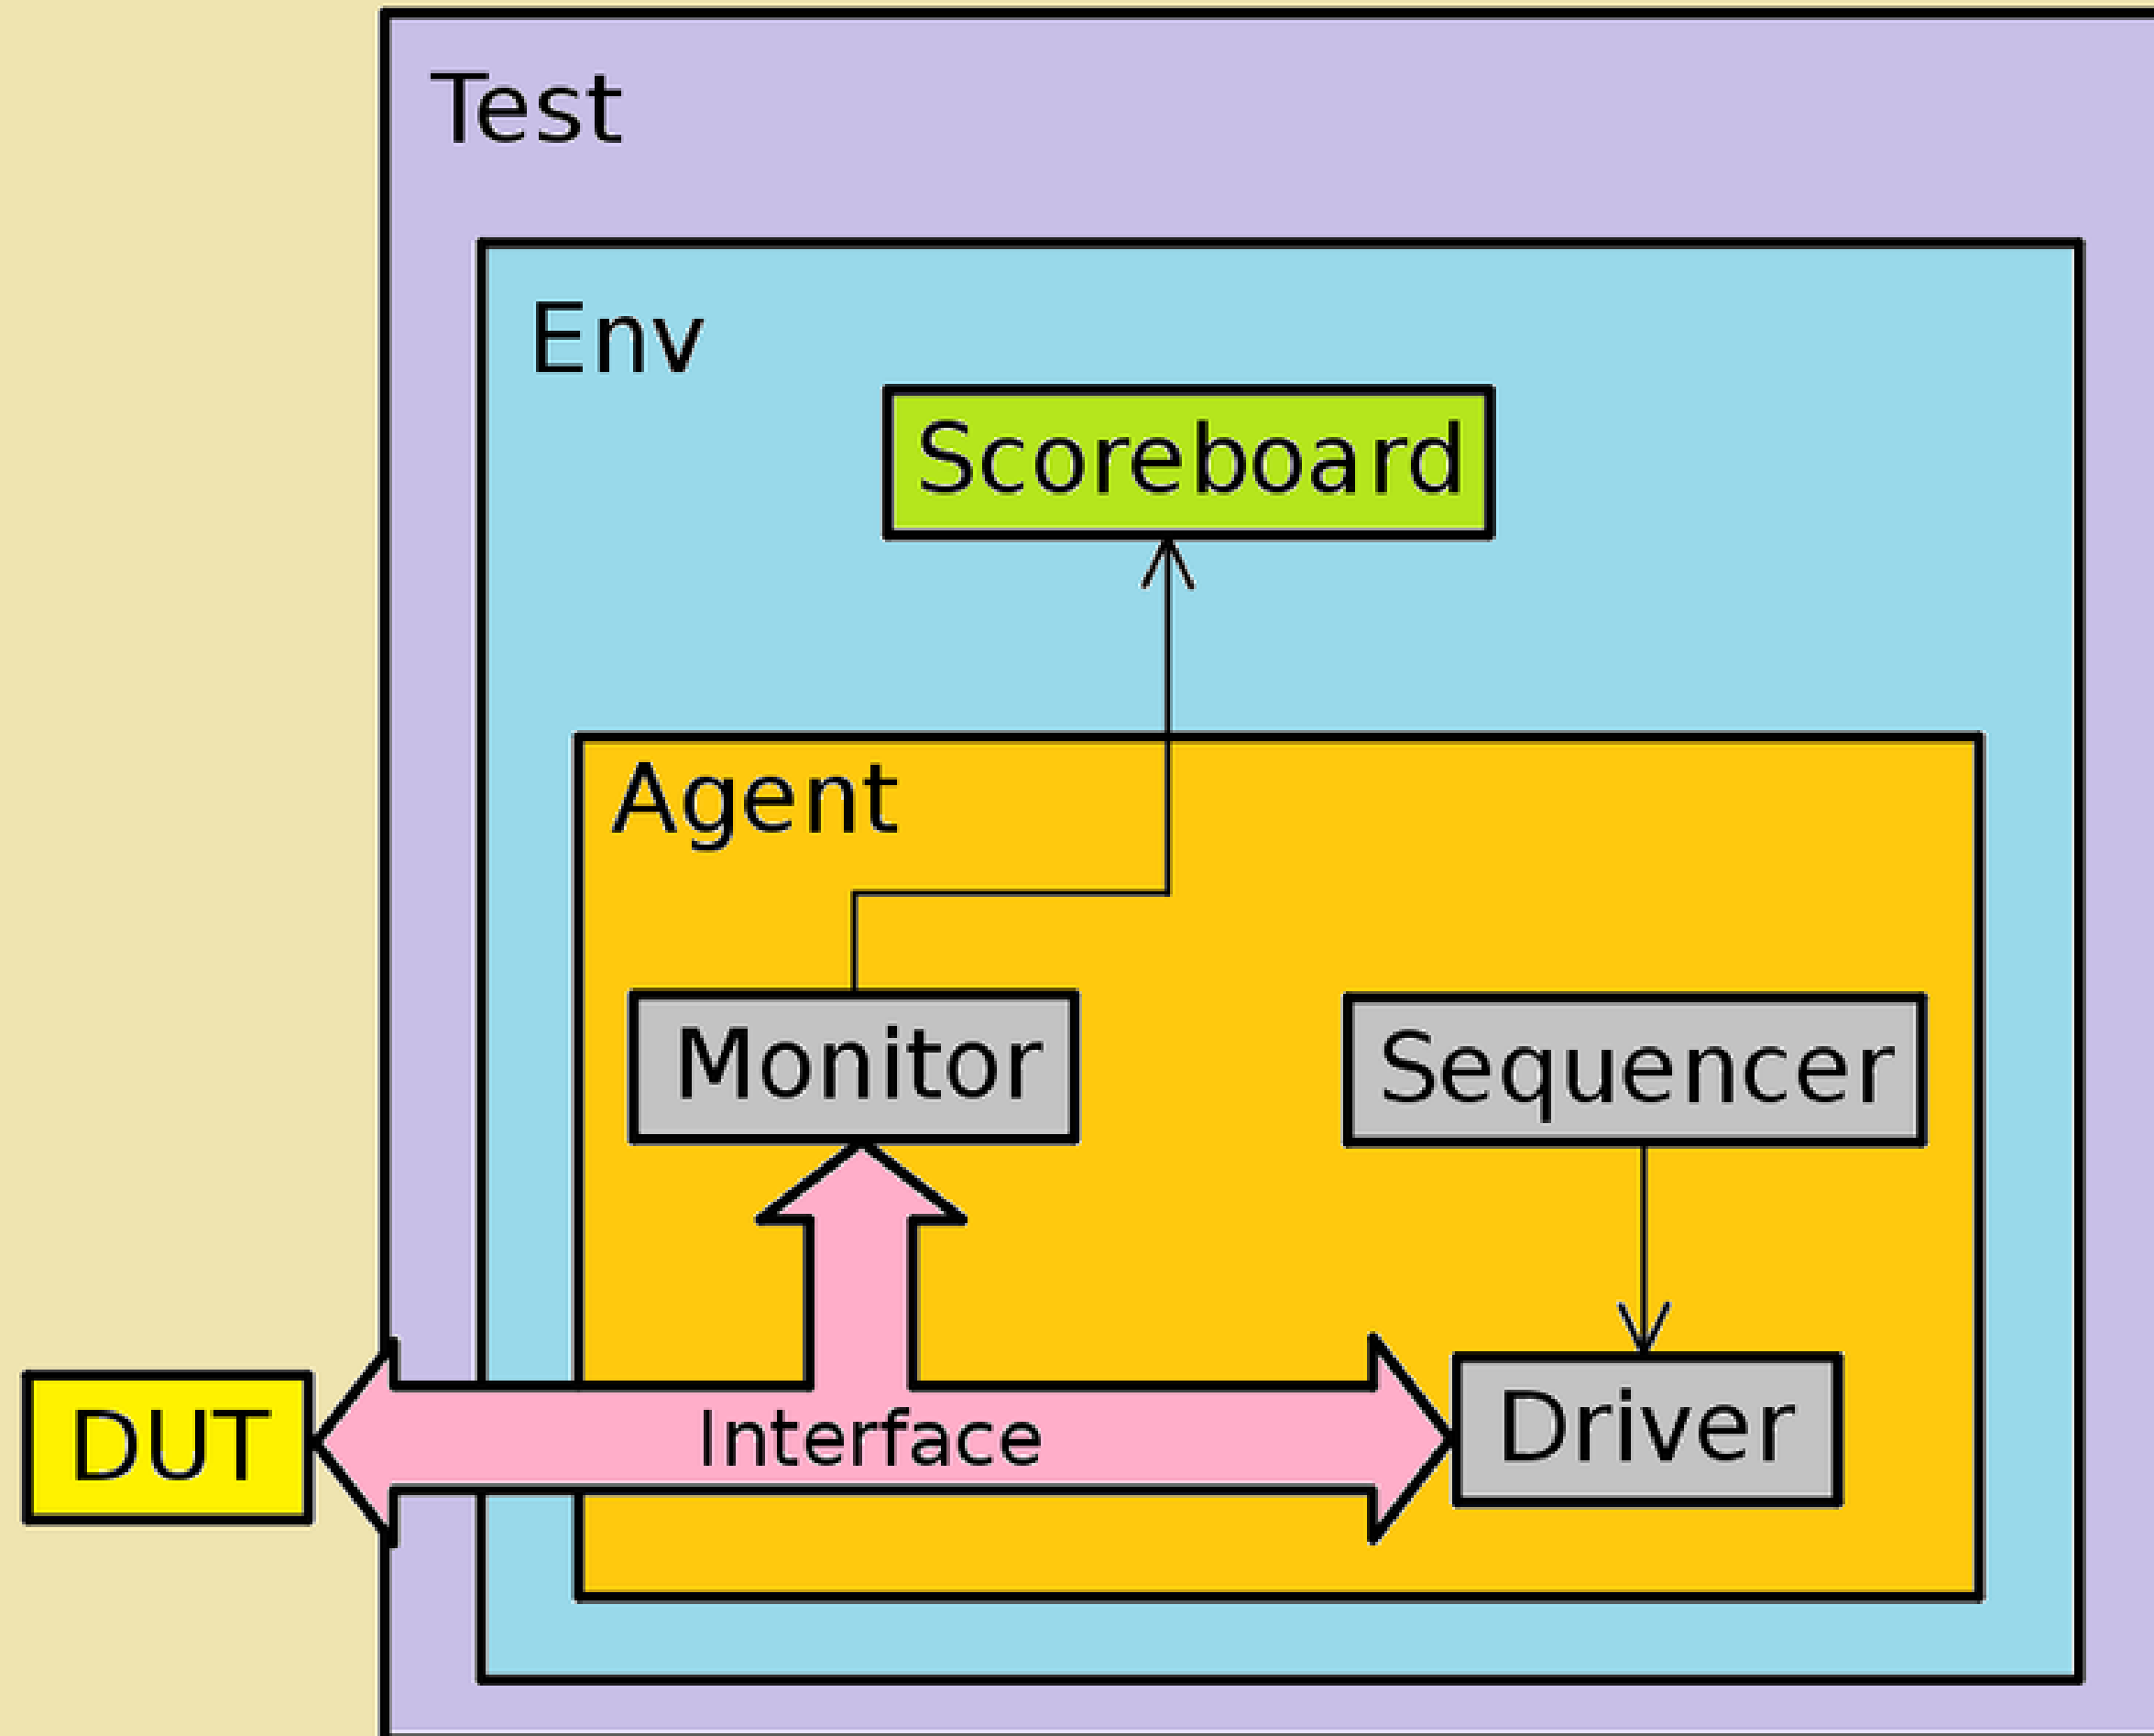 Test
Env
Scoreboard
Agent
Monitor
Sequencer
DUT
Interface
Driver